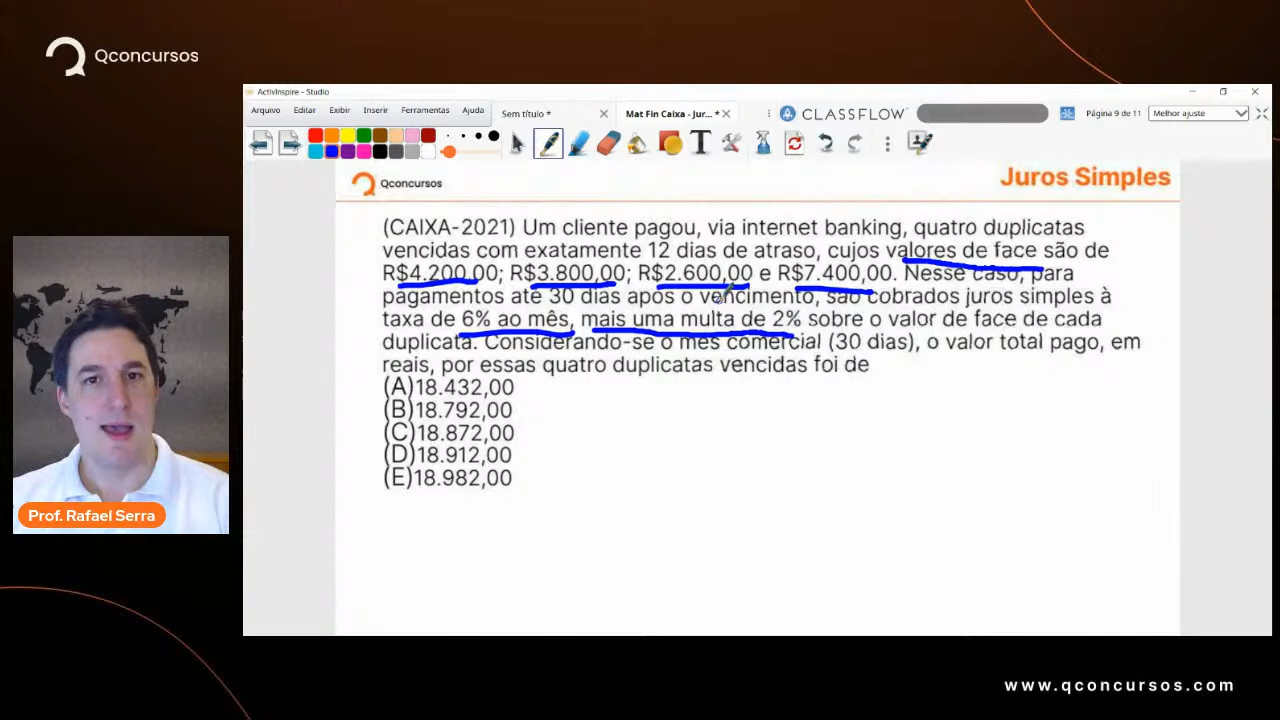 Qconcursos
ActivInspire - Studio
Arquivo Editar Exibir Inserir Ferramentas Ajuda
Sem título *
Mat Fin Caixa - Jur... *
CLASSFLOW
Página 9 de 11
Melhor ajuste
Qconcursos
Juros Simples
(CAIXA-2021) Um cliente pagou, via internet banking, quatro duplicatas
vencidas com exatamente 12 dias de atraso, cujos valores de face são de
R$4.200,00; R$3.800,00; R$2.600,00 e R$7.400,00. Nesse caso, para
pagamentos até 30 dias após o vencimento, são cobrados juros simples à
taxa de 6% ao mês, mais uma multa de 2% sobre o valor de face de cada
duplicata. Considerando-se o mês comercial (30 dias), o valor total pago, em
reais, por essas quatro duplicatas vencidas foi de
(A)18.432,00
(B)18.792,00
(C)18.872,00
(D)18.912,00
(E)18.982,00
Prof. Rafael Serra
www.qconcursos.com